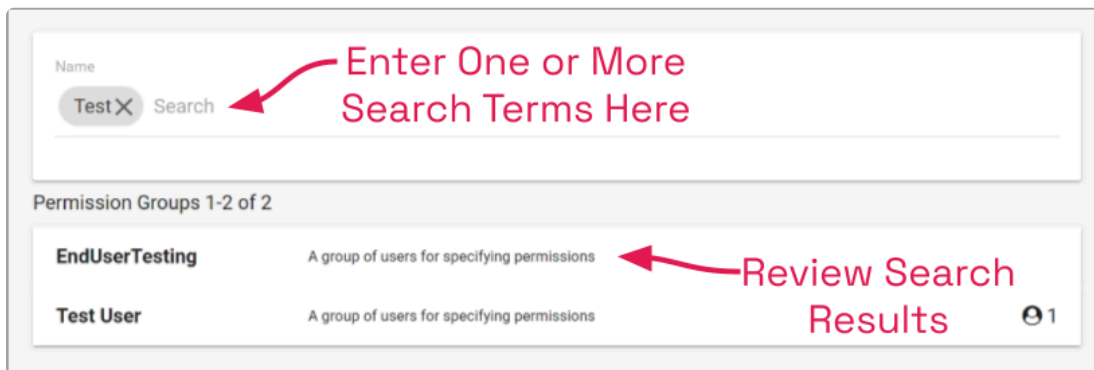 Name
Test Search
Enter One or More
Search Terms Here
Permission Groups 1-2 of 2
EndUserTesting A group of users for specifying permissions
Review Search
Results
Test User A group of users for specifying permissions 1